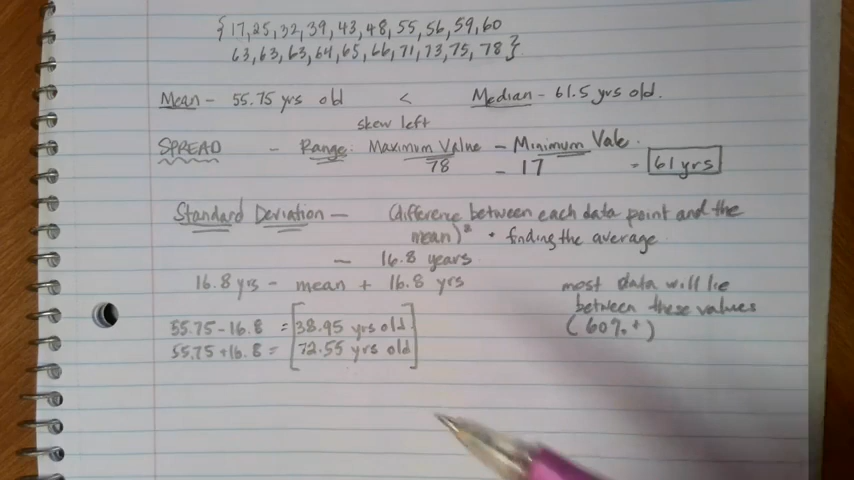 {17,25,32,39,43,48,55,56,59,60
63,63,63,64,65,66,71,73,75,78}
Mean - 55.75 yrs old < Median - 61.5 yrs old.
skew left
SPREAD - Range: Maximum Value - Minimum Vale.
78 - 17 = 61 yrs
Standard Deviation - (difference between each data point and the
mean)² • finding the average
- 16.8 years
16.8 yrs - mean + 16.8 yrs
most data will lie
between these values
(60%+)
55.75-16.8 = [38.95 yrs old]
55.75+16.8 = [72.55 yrs old]